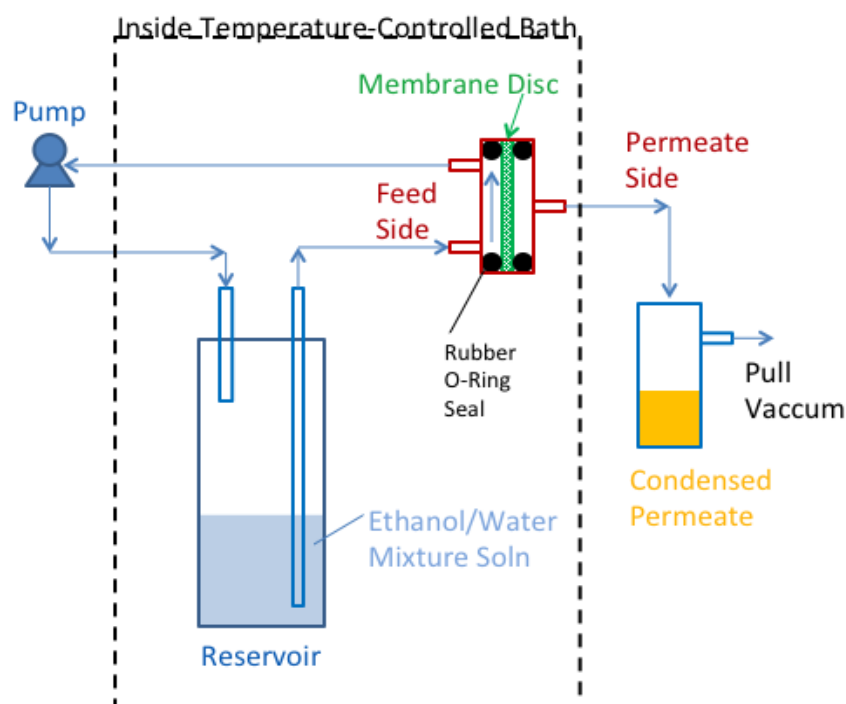 Inside Temperature-Controlled Bath
Membrane Disc
Pump
Permeate
Side
Feed
Side
Rubber
O-Ring
Seal
Pull
Vaccum
Ethanol/Water
Mixture Soln
Condensed
Permeate
Reservoir